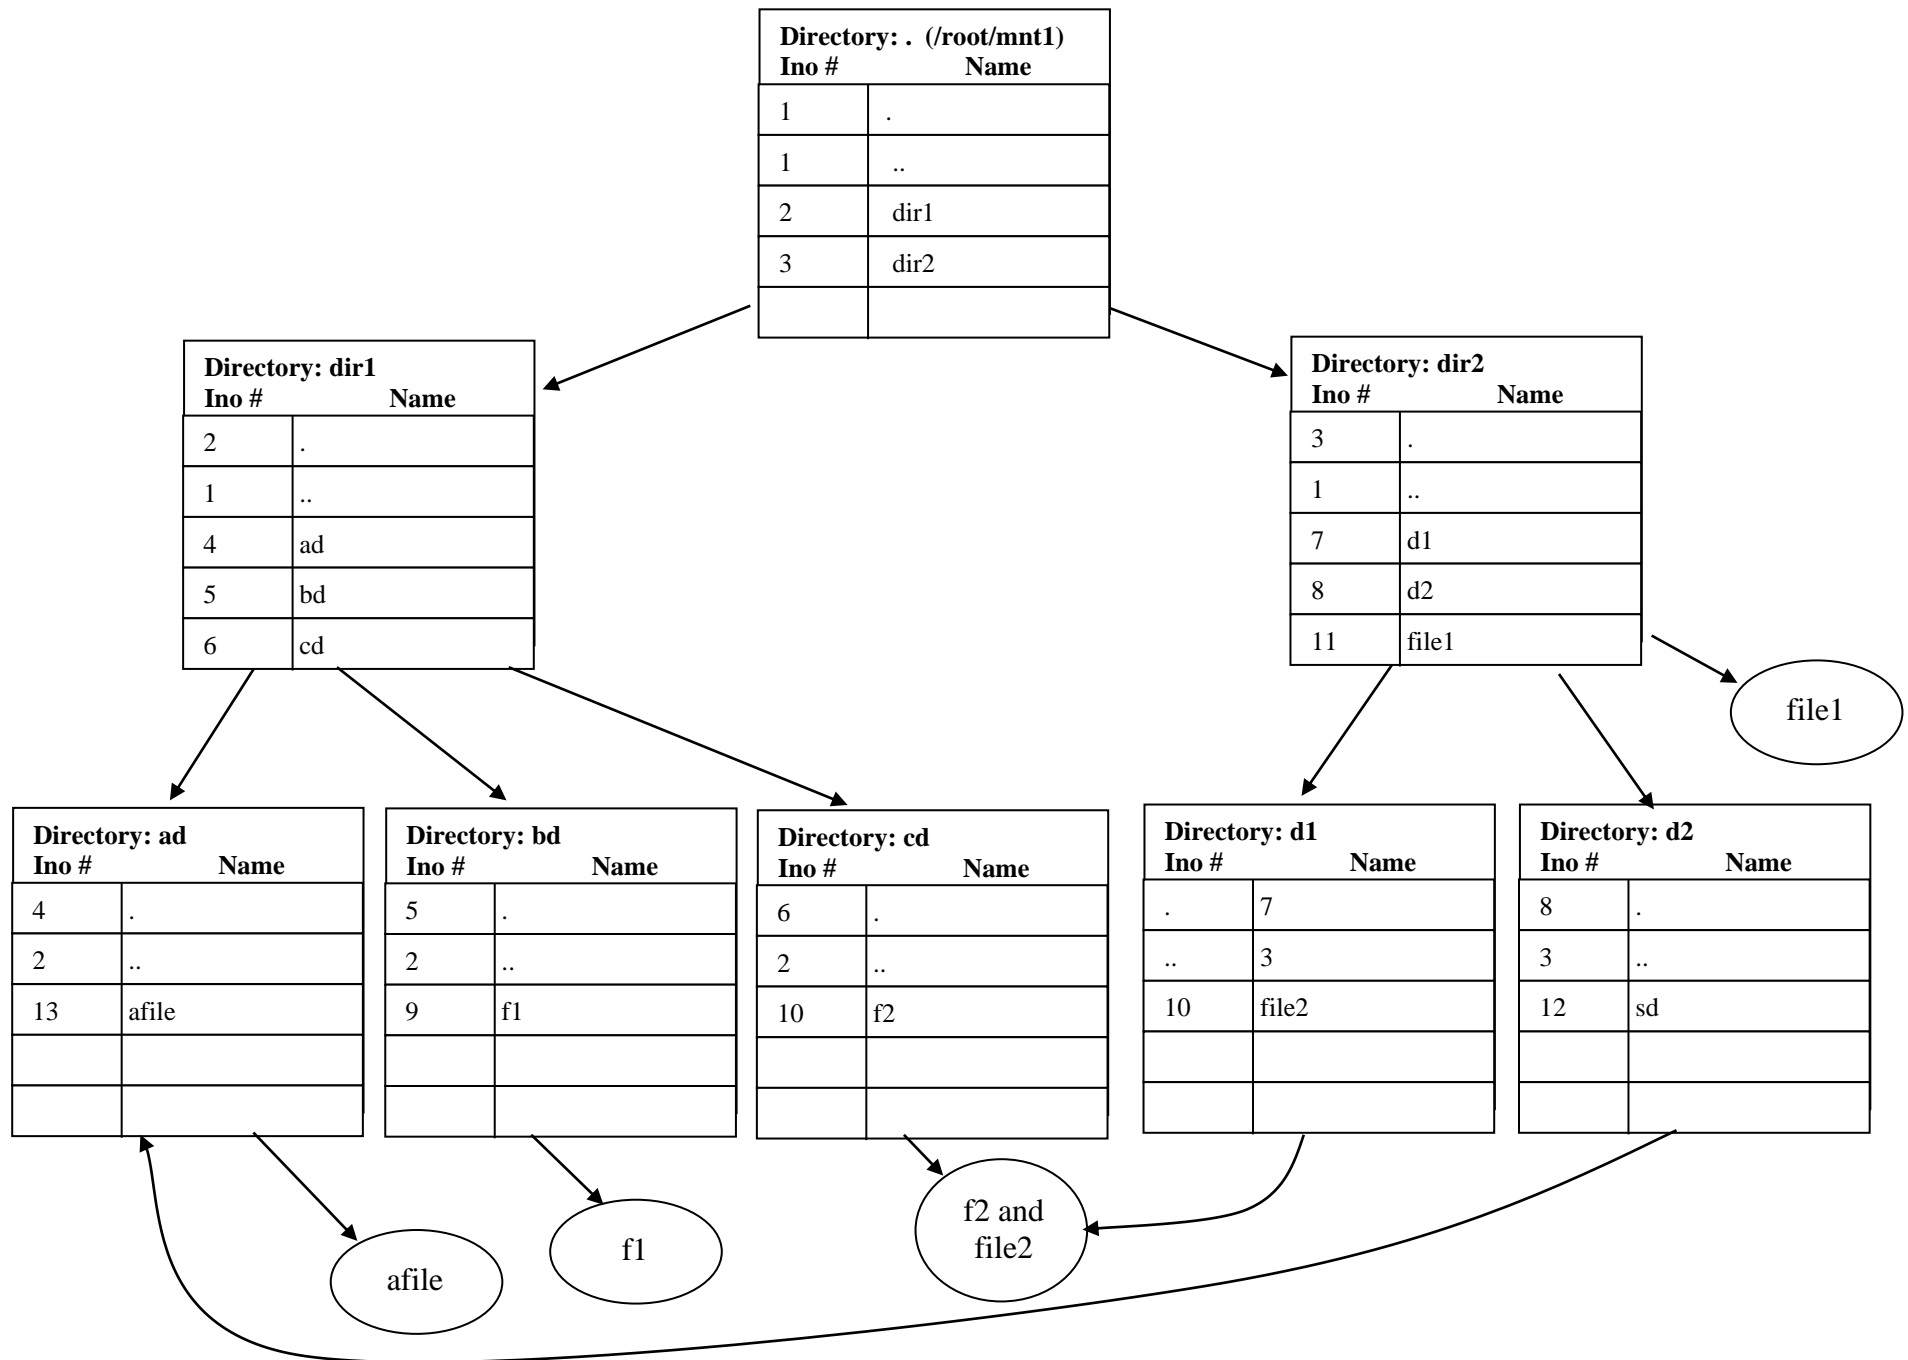 Directory: . (/root/mnt1)
Ino # Name
1 .
1 ..
2 dir1
3 dir2
Directory: dir1
Ino # Name
2 .
1 ..
4 ad
5 bd
6 cd
Directory: dir2
Ino # Name
3 .
1 ..
7 d1
8 d2
11 file1
file1
Directory: ad
Ino # Name
4 .
2 ..
13 afile
Directory: bd
Ino # Name
5 .
2 ..
9 f1
Directory: cd
Ino # Name
6 .
2 ..
10 f2
Directory: d1
Ino # Name
. 7
.. 3
10 file2
Directory: d2
Ino # Name
8 .
3 ..
12 sd
afile
f1
f2 and
file2